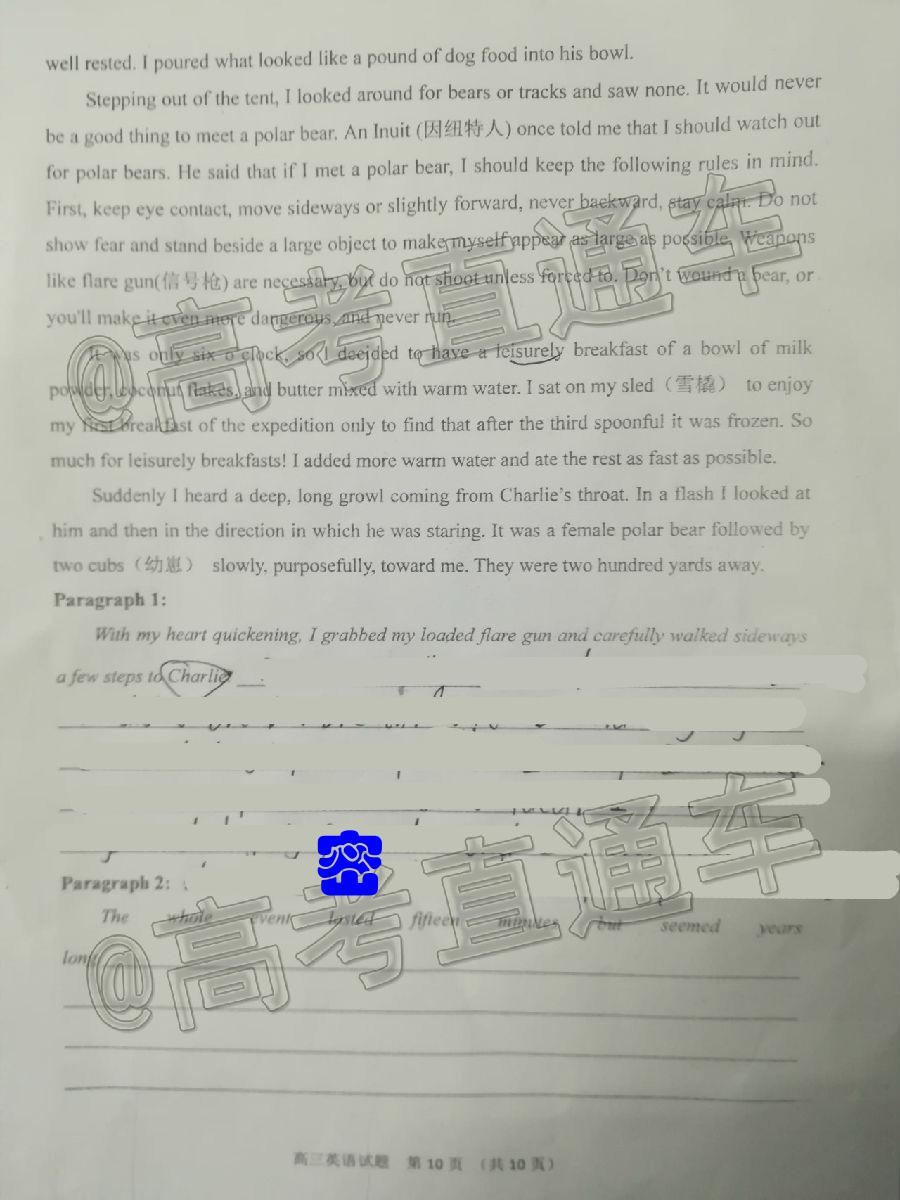 well rested. I poured what looked like a pound of dog food into his bowl.
Stepping out of the tent, I looked around for bears or tracks and saw none. It would never
be a good thing to meet a polar bear. An Inuit (因纽特人) once told me that I should watch out
for polar bears. He said that if I met a polar bear, I should keep the following rules in mind.
First, keep eye contact, move sideways or slightly forward, never backward, stay calm. Do not
show fear and stand beside a large object to make myself appear as large as possible. Weapons
like flare gun(信号枪) are necessary, but do not shoot unless forced to. Don't wound a bear, or
you'll make it even more dangerous, and never run.
@高考直通车
It was only six o'clock, so I decided to have a leisurely breakfast of a bowl of milk
powder, coconut flakes, and butter mixed with warm water. I sat on my sled（雪橇） to enjoy
my first breakfast of the expedition only to find that after the third spoonful it was frozen. So
much for leisurely breakfasts! I added more warm water and ate the rest as fast as possible.
Suddenly I heard a deep, long growl coming from Charlie's throat. In a flash I looked at
him and then in the direction in which he was staring. It was a female polar bear followed by
two cubs（幼崽） slowly, purposefully, toward me. They were two hundred yards away.
Paragraph 1:
With my heart quickening, I grabbed my loaded flare gun and carefully walked sideways
a few steps to Charlie
Paragraph 2:
The whole event lasted fifteen minutes but seemed years
long
@高考直通车
高三英语试题 第 10 页 （共 10 页）